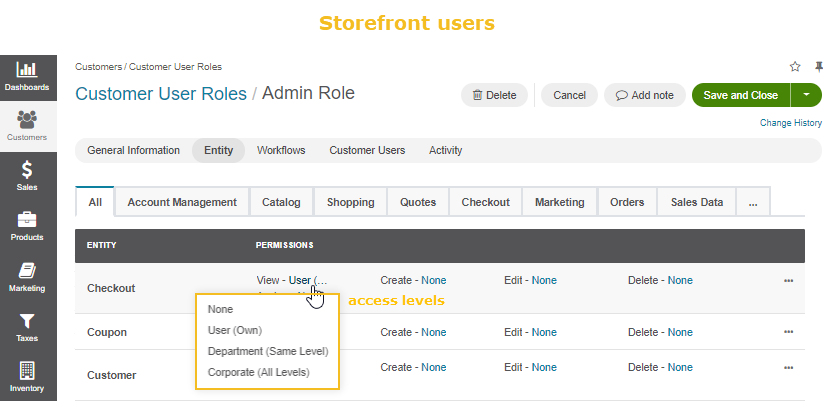 Storefront users
Dashboards
Customers
Sales
Products
Marketing
Taxes
Inventory
Customers / Customer User Roles
Customer User Roles / Admin Role
Delete
Cancel
Add note
Save and Close
Change History
General Information Entity Workflows Customer Users Activity
All Account Management Catalog Shopping Quotes Checkout Marketing Orders Sales Data ...
ENTITY PERMISSIONS
Checkout View - User (... Create - None Edit - None Delete - None ...
access levels
None
User (Own)
Department (Same Level)
Corporate (All Levels)
Coupon Create - None Edit - None Delete - None ...
Customer Create - None Edit - None Delete - None ...